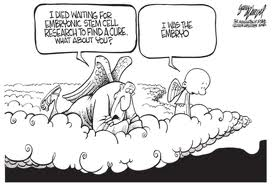 I DIED WAITING FOR
EMBRYONIC STEM CELL
RESEARCH TO FIND A CURE.
WHAT ABOUT YOU?
I WAS THE
EMBRYO